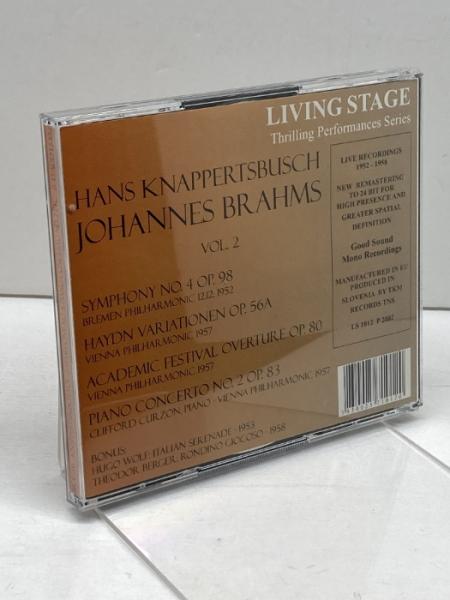 LIVING STAGE
Thrilling Performances Series
HANS KNAPPERTSBUSCH
JOHANNES BRAHMS
VOL. 2
SYMPHONY NO. 4 OP. 98
BREMEN PHILHARMONIC 12.12. 1952
HAYDN VARIATIONEN OP. 56A
VIENNA PHILHARMONIC 1957
ACADEMIC FESTIVAL OVERTURE OP. 80
VIENNA PHILHARMONIC 1957
PIANO CONCERTO NO. 2 OP. 83
CLIFFORD CURZON, PIANO - VIENNA PHILHARMONIC 1957
BONUS:
HUGO WOLF: ITALIAN SERENADE - 1953
THEODOR BERGER: RONDINO GIOCOSO - 1958
LIVE RECORDINGS
1952 - 1958
NEW REMASTERING
TO 24 BIT FOR
HIGH PRESENCE AND
GREATER SPATIAL
DEFINITION
Good Sound
Mono Recordings
MANUFACTURED IN EU
PRODUCED IN
SLOVENIA BY TKM
RECORDS TNS